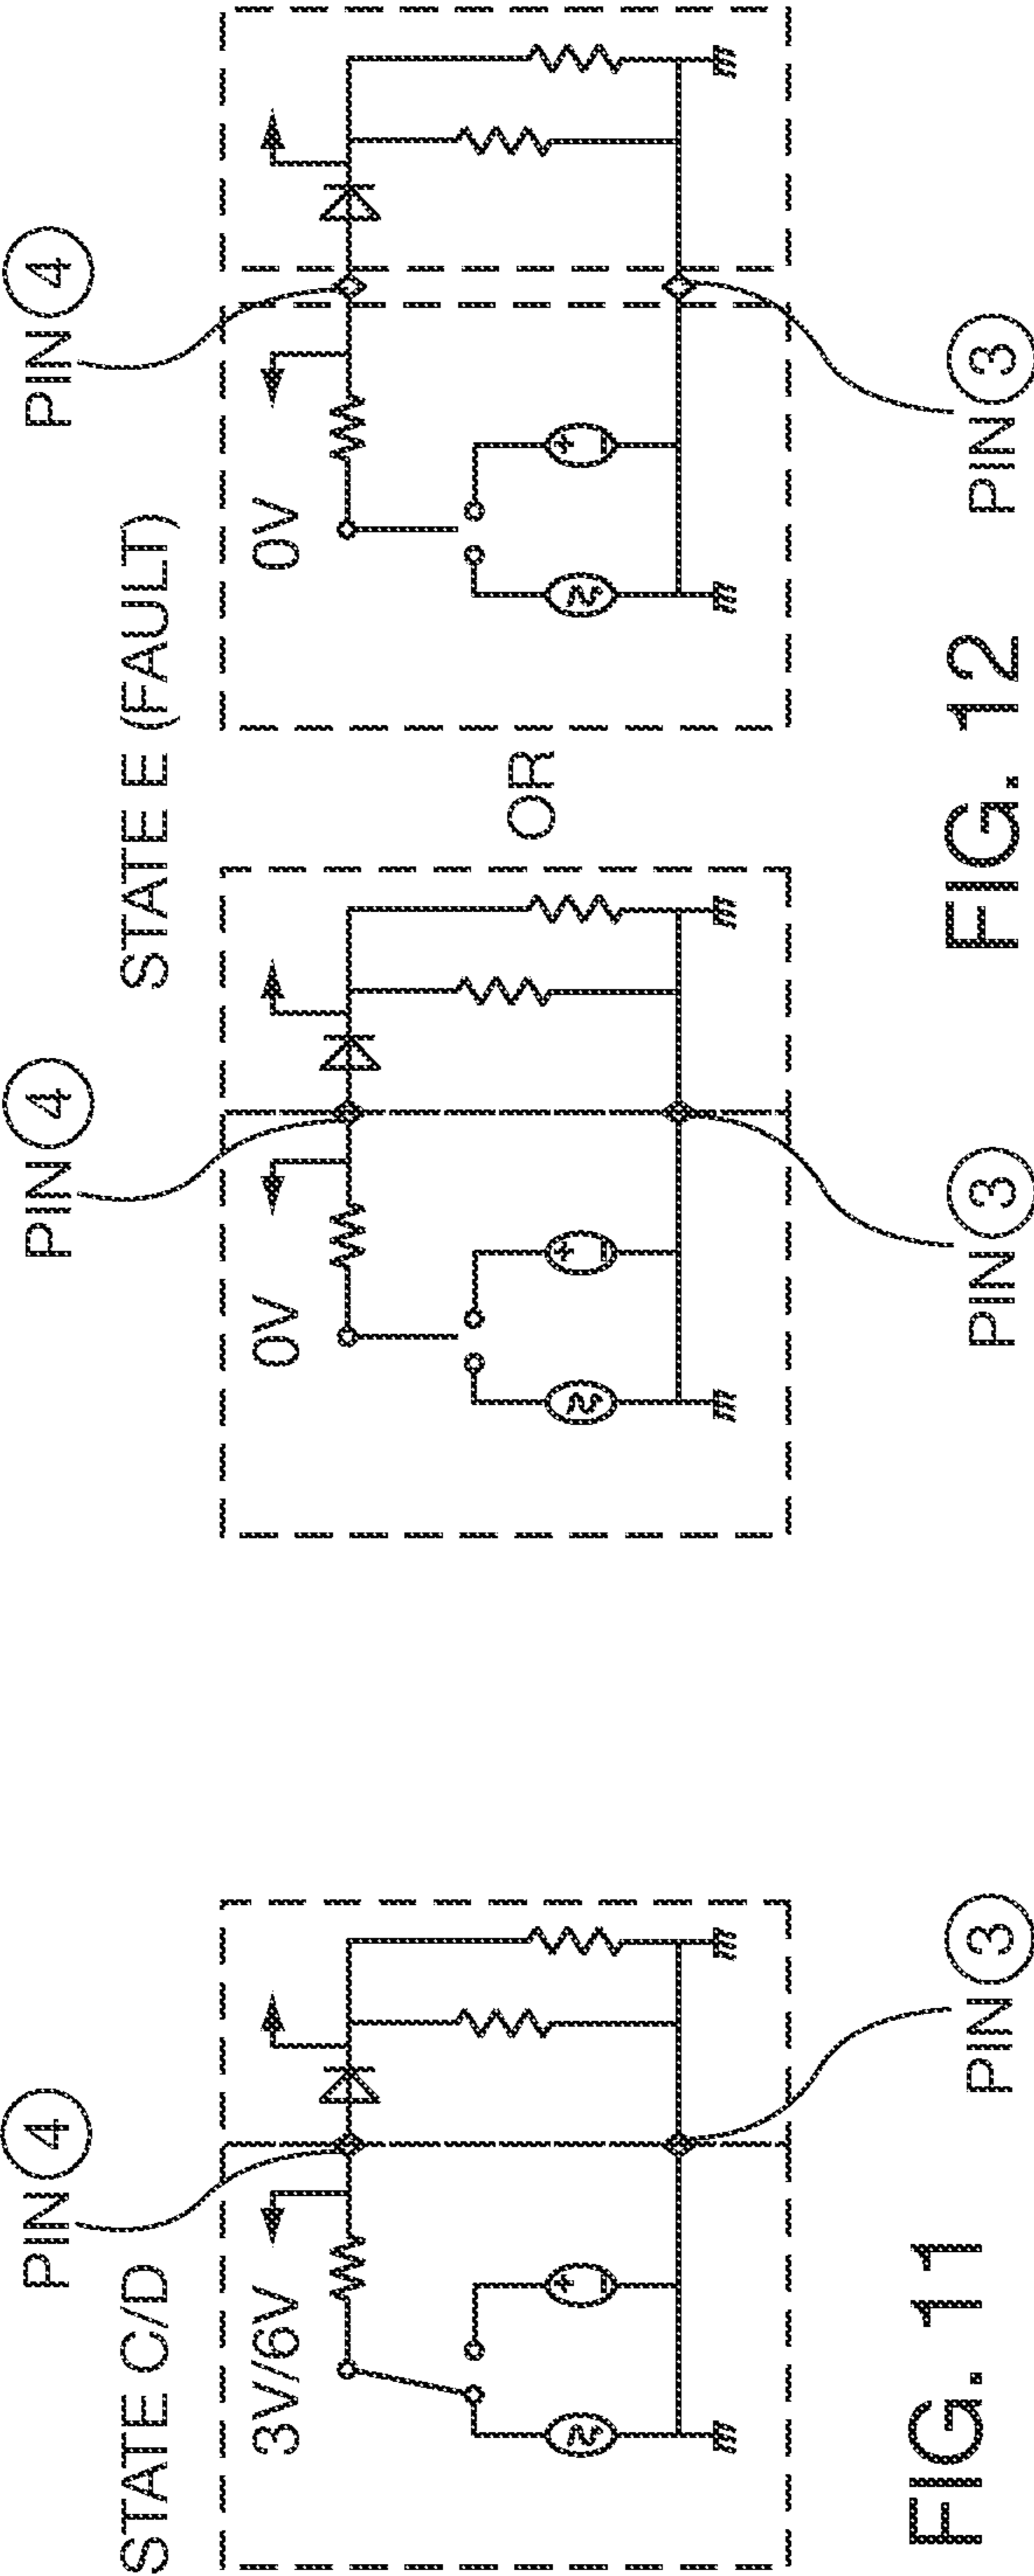 STATE C/D
PIN 4
3V/6V
PIN 3
FIG. 11
STATE E (FAULT)
PIN 4
0V
PIN 3
OR
PIN 4
0V
PIN 3
FIG. 12